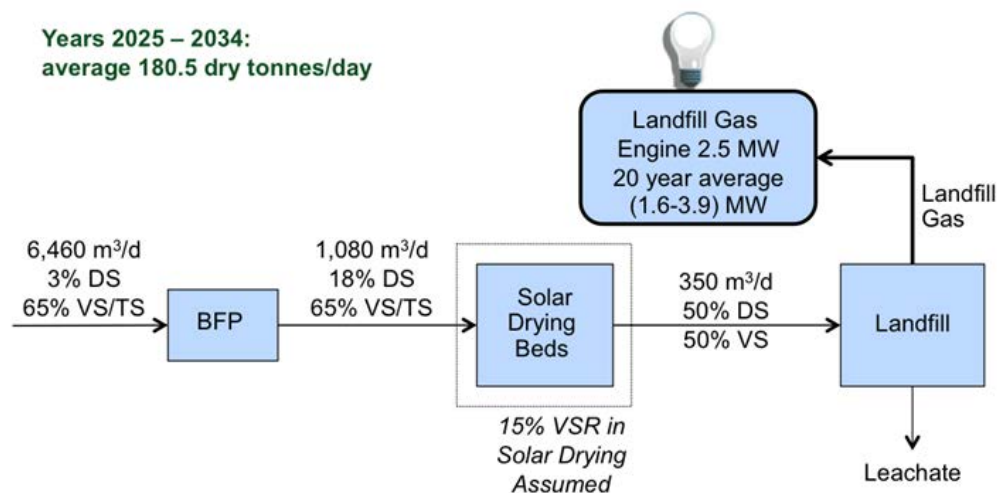 Years 2025 – 2034:
average 180.5 dry tonnes/day
Landfill Gas
Engine 2.5 MW
20 year average
(1.6-3.9) MW
Landfill
Gas
6,460 m³/d
3% DS
65% VS/TS
BFP
1,080 m³/d
18% DS
65% VS/TS
Solar
Drying
Beds
350 m³/d
50% DS
50% VS
Landfill
15% VSR in
Solar Drying
Assumed
Leachate